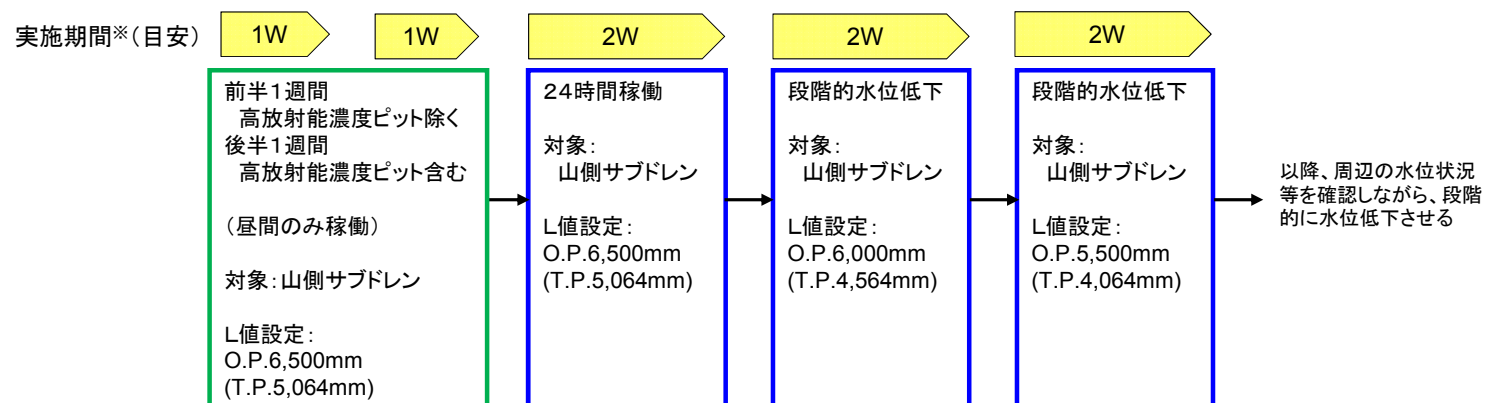 実施期間※(目安)
1W
1W
2W
2W
2W
前半1週間
高放射能濃度ピット除く
後半1週間
高放射能濃度ピット含む
(昼間のみ稼働)
対象:山側サブドレン
L値設定:
O.P.6,500mm
(T.P.5,064mm)
24時間稼働
対象:
山側サブドレン
L値設定:
O.P.6,500mm
(T.P.5,064mm)
段階的水位低下
対象:
山側サブドレン
L値設定:
O.P.6,000mm
(T.P.4,564mm)
段階的水位低下
対象:
山側サブドレン
L値設定:
O.P.5,500mm
(T.P.4,064mm)
以降、周辺の水位状況
等を確認しながら、段階
的に水位低下させる